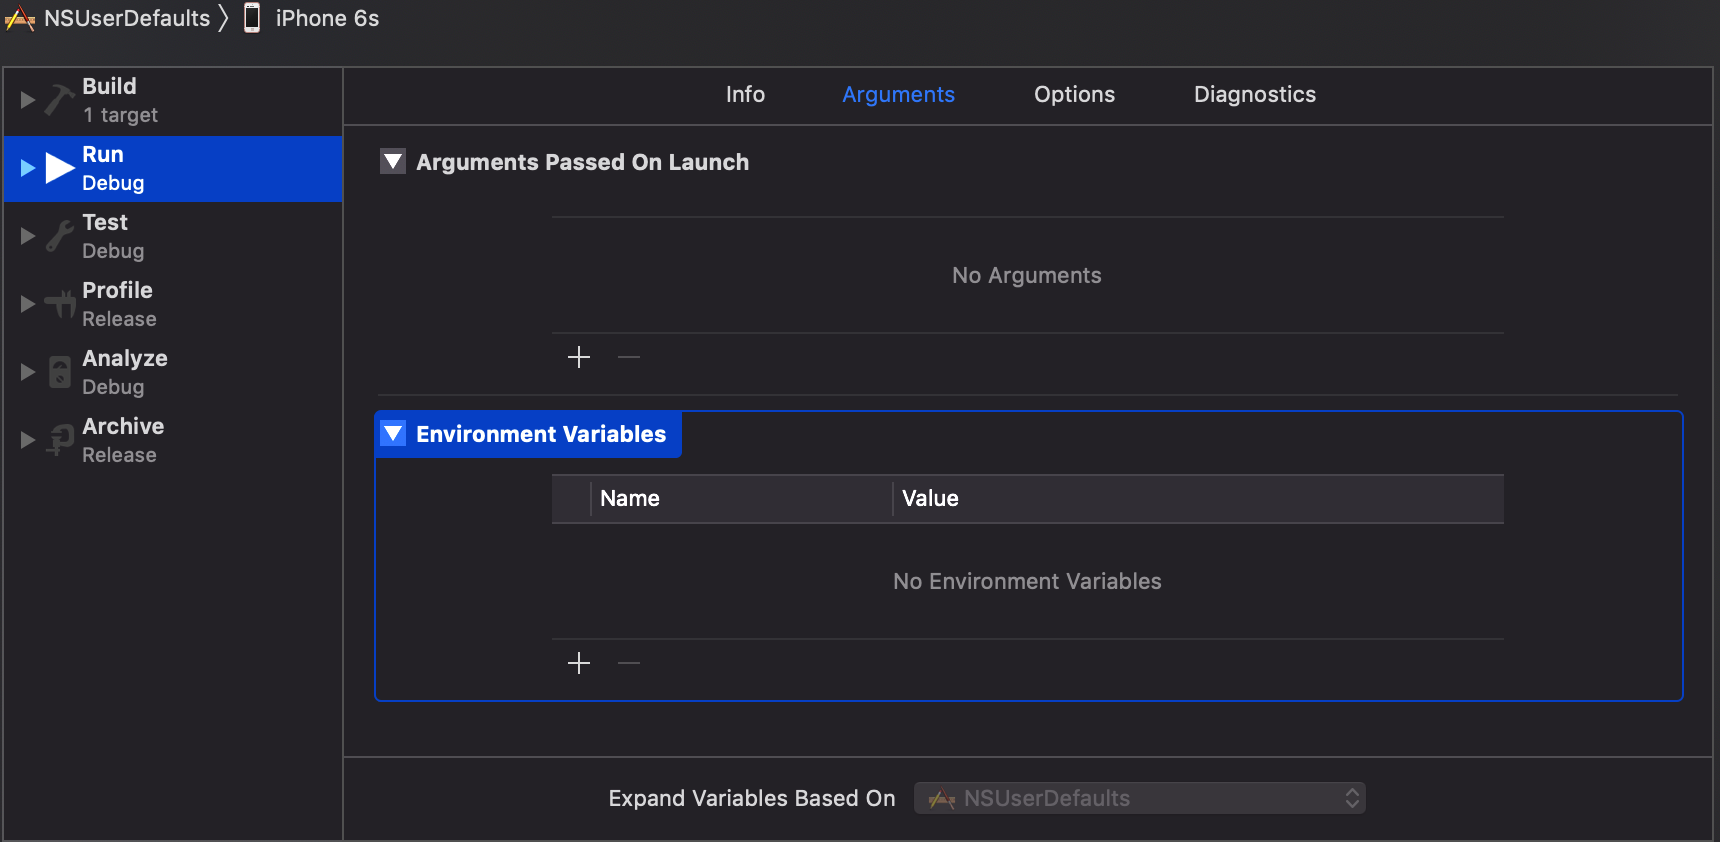 NSUserDefaults
iPhone 6s
Build
1 target
Run
Debug
Test
Debug
Profile
Release
Analyze
Debug
Archive
Release
Info
Arguments
Options
Diagnostics
Arguments Passed On Launch
No Arguments
Environment Variables
Name
Value
No Environment Variables
Expand Variables Based On
NSUserDefaults